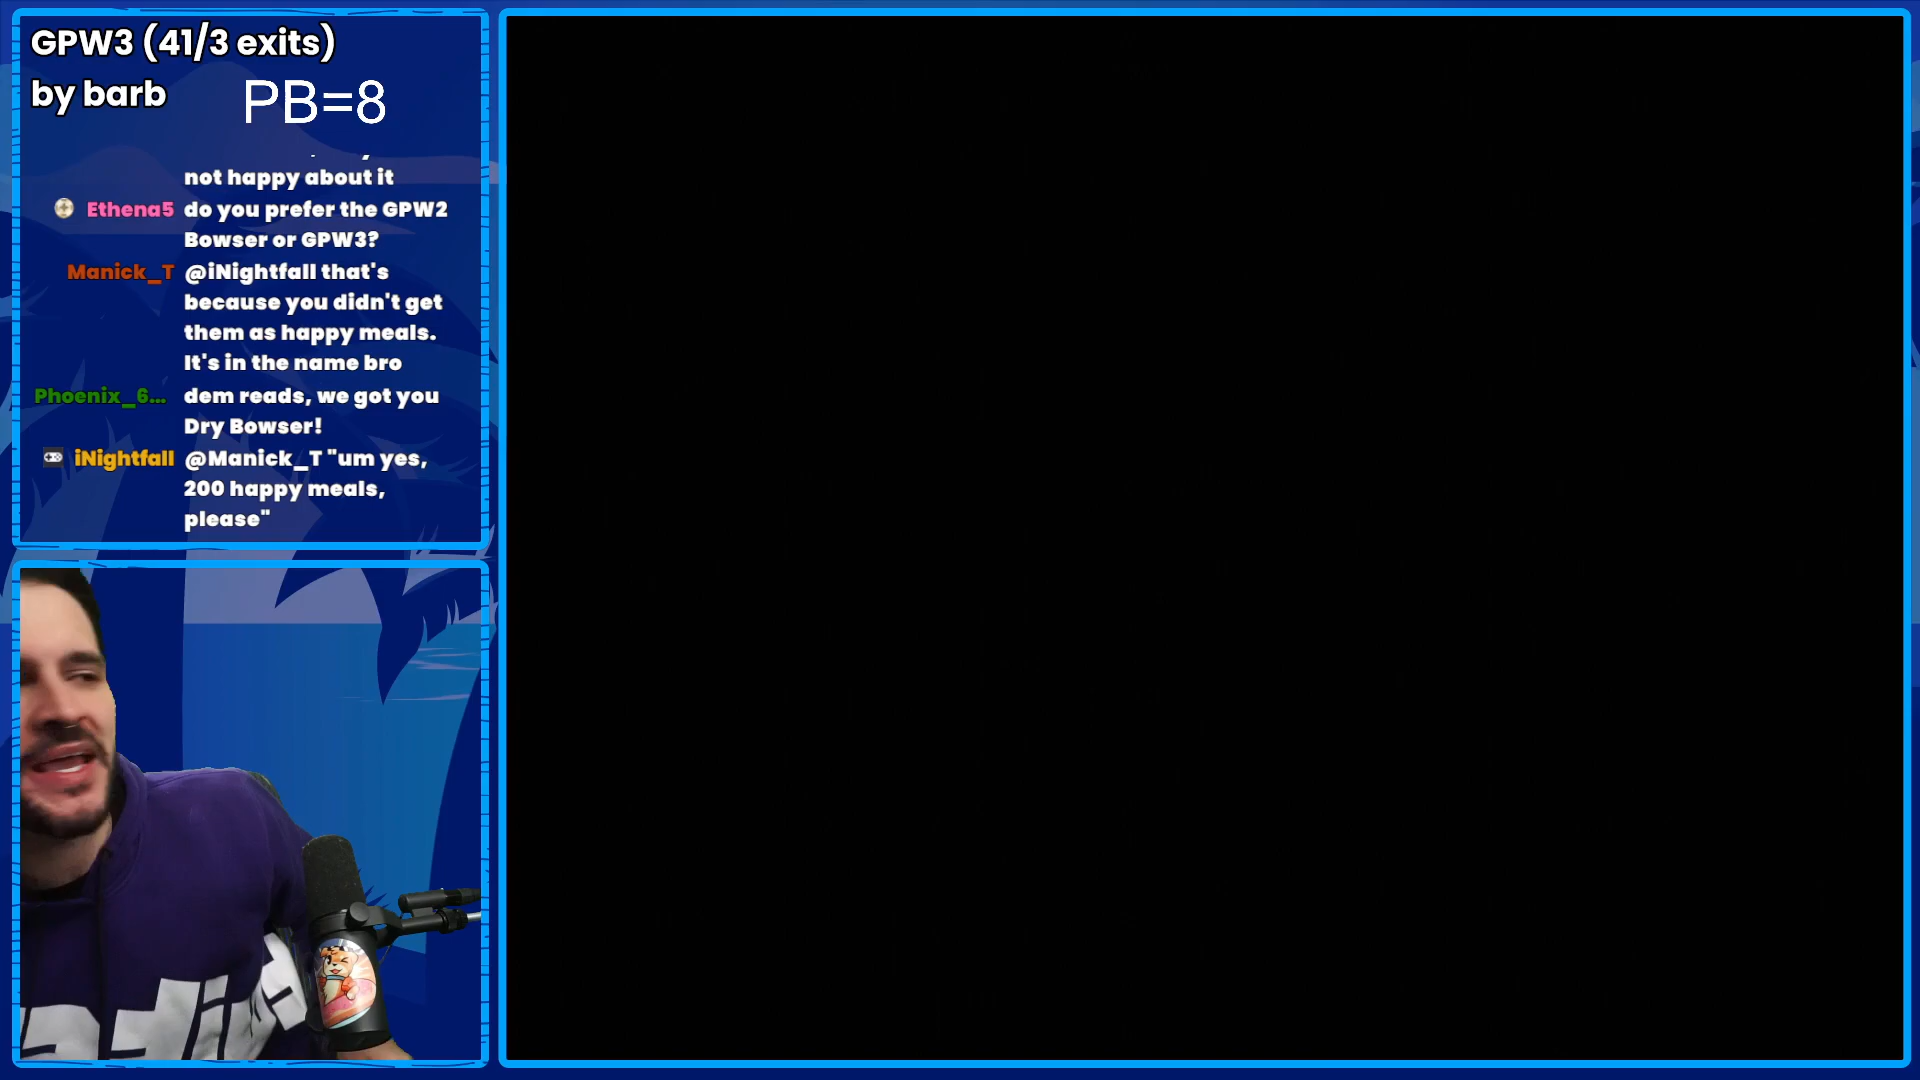 GPW3 (41/3 exits)
by barb
PB=8
not happy about it
Ethena5 do you prefer the GPW2
Bowser or GPW3?
Manick_T @iNightfall that's
because you didn't get
them as happy meals.
It's in the name bro
Phoenix_6... dem reads, we got you
Dry Bowser!
iNightfall @Manick_T "um yes,
200 happy meals,
please"